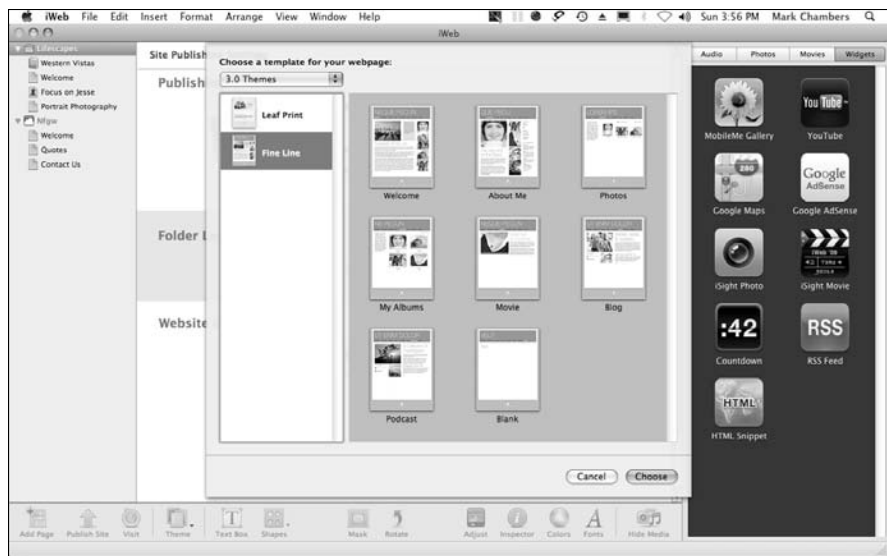 iWeb File Edit Insert Format Arrange View Window Help Sun 3:56 PM Mark Chambers
iWeb
Lifescapes
Western Vistas
Welcome
Focus on Jesse
Portrait Photography
Nfgw
Welcome
Quotes
Contact Us
Site Publish
Publish
Folder L
Website
Choose a template for your webpage:
3.0 Themes
Leaf Print
Fine Line
Welcome About Me Photos
My Albums Movie Blog
Podcast Blank
Cancel Choose
Audio Photos Movies Widgets
MobileMe Gallery YouTube
Google Maps Google AdSense
iSight Photo iSight Movie
:42 RSS
Countdown RSS Feed
HTML
HTML Snippet
Add Page Publish Site Visit Theme Text Box Shapes Mask Rotate Adjust Inspector Colors Fonts Hide Media